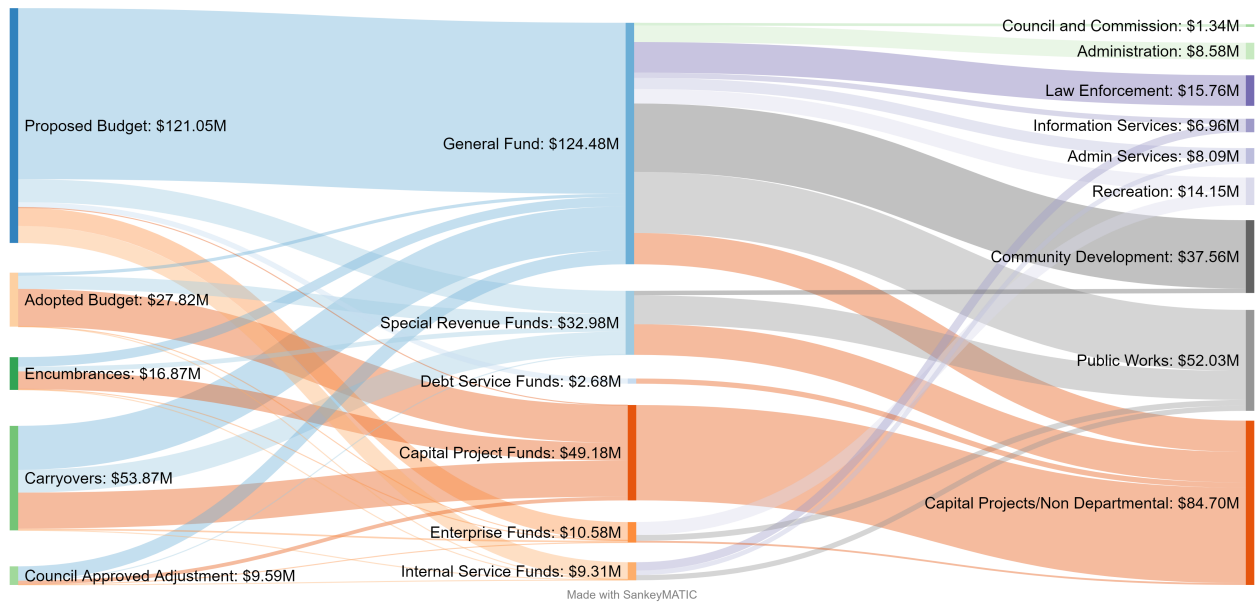 Proposed Budget: $121.05M
Adopted Budget: $27.82M
Encumbrances: $16.87M
Carryovers: $53.87M
Council Approved Adjustment: $9.59M
General Fund: $124.48M
Special Revenue Funds: $32.98M
Debt Service Funds: $2.68M
Capital Project Funds: $49.18M
Enterprise Funds: $10.58M
Internal Service Funds: $9.31M
Council and Commission: $1.34M
Administration: $8.58M
Law Enforcement: $15.76M
Information Services: $6.96M
Admin Services: $8.09M
Recreation: $14.15M
Community Development: $37.56M
Public Works: $52.03M
Capital Projects/Non Departmental: $84.70M
Made with SankeyMATIC